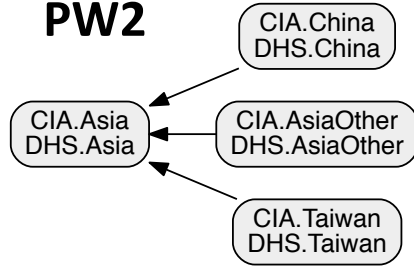 PW2
CIA.China
DHS.China
CIA.Asia
DHS.Asia
CIA.AsiaOther
DHS.AsiaOther
CIA.Taiwan
DHS.Taiwan